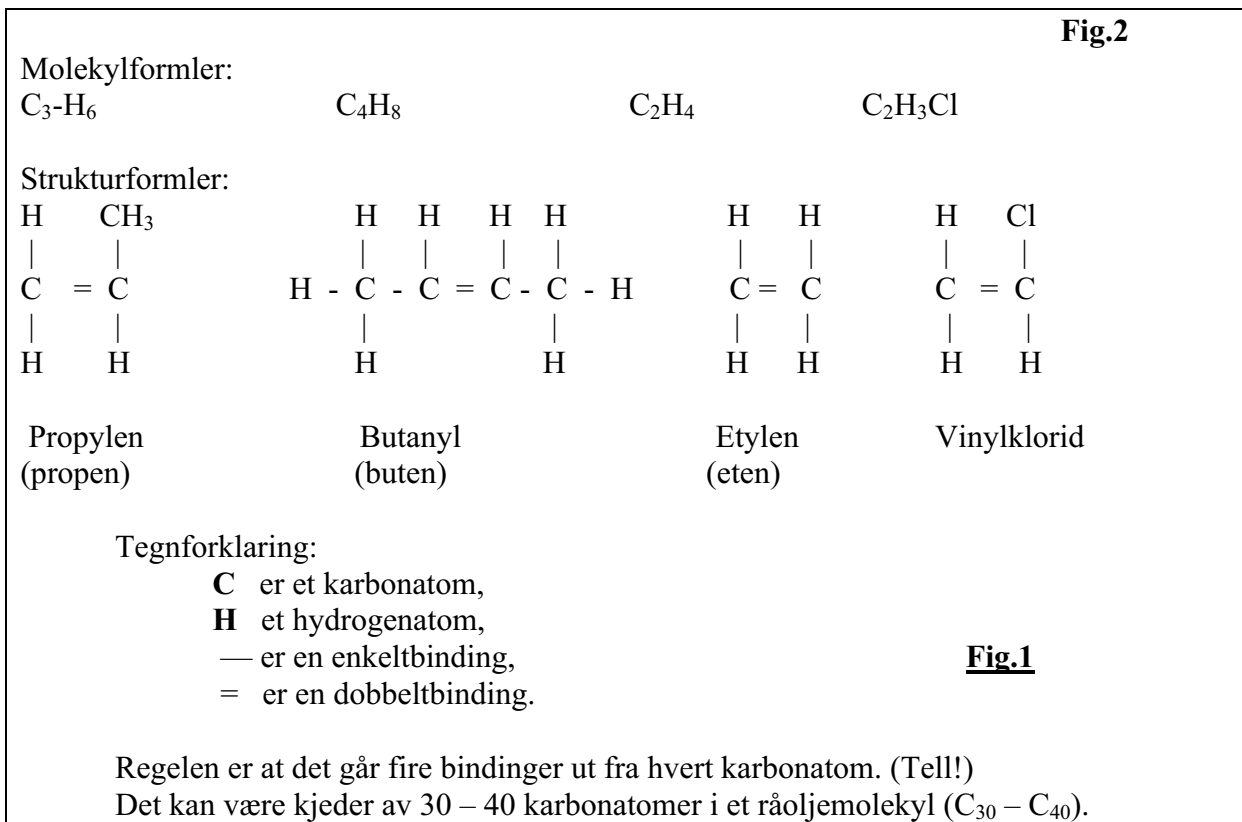 Fig.2
Molekylformler:
C₃-H₆ C₄H₈ C₂H₄ C₂H₃Cl
Strukturformler:
H CH₃ H H H H H H H Cl
| | | | | | | | | |
C = C H - C - C = C - C - H C = C C = C
| | | | | | | |
H H H H H H H H
Propylen Butanyl Etylen Vinylklorid
(propen) (buten) (eten)
Tegnforklaring:
C er et karbonatom,
H et hydrogenatom,
— er en enkeltbinding, Fig.1
= er en dobbeltbinding.
Regelen er at det går fire bindinger ut fra hvert karbonatom. (Tell!)
Det kan være kjeder av 30 – 40 karbonatomer i et råoljemolekyl (C₃₀ – C₄₀).